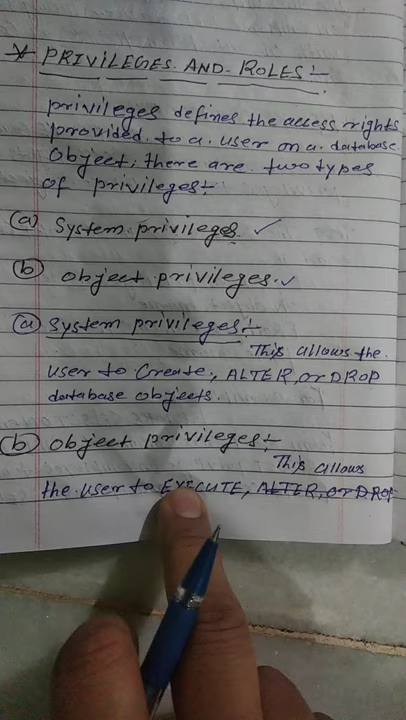 * PRIVILEGES AND ROLES:-
privileges defines the access rights
provided to a user on a database
Object, there are two types
of privileges:-
(a) System privileges. ✓
(b) object privileges. ✓
(a) System privileges:-
This allows the
user to Create, ALTER, or DROP
database objects.
(b) object privileges:-
This allows
the user to EXECUTE, ALTER, or DROP